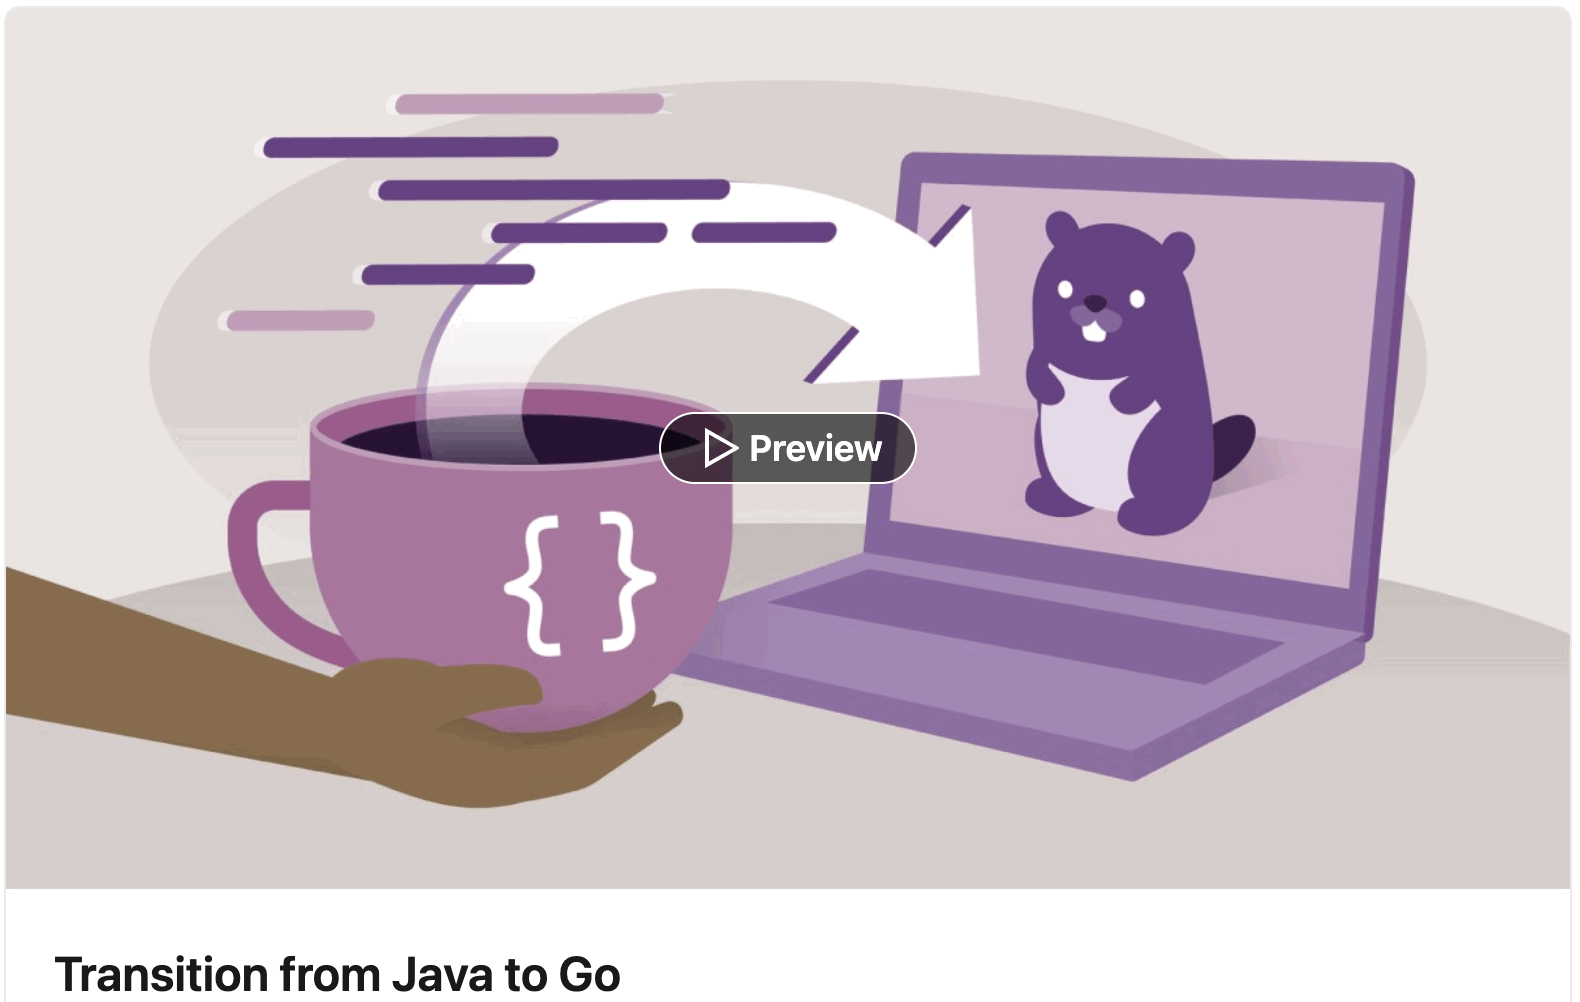 Preview
{ }
Transition from Java to Go